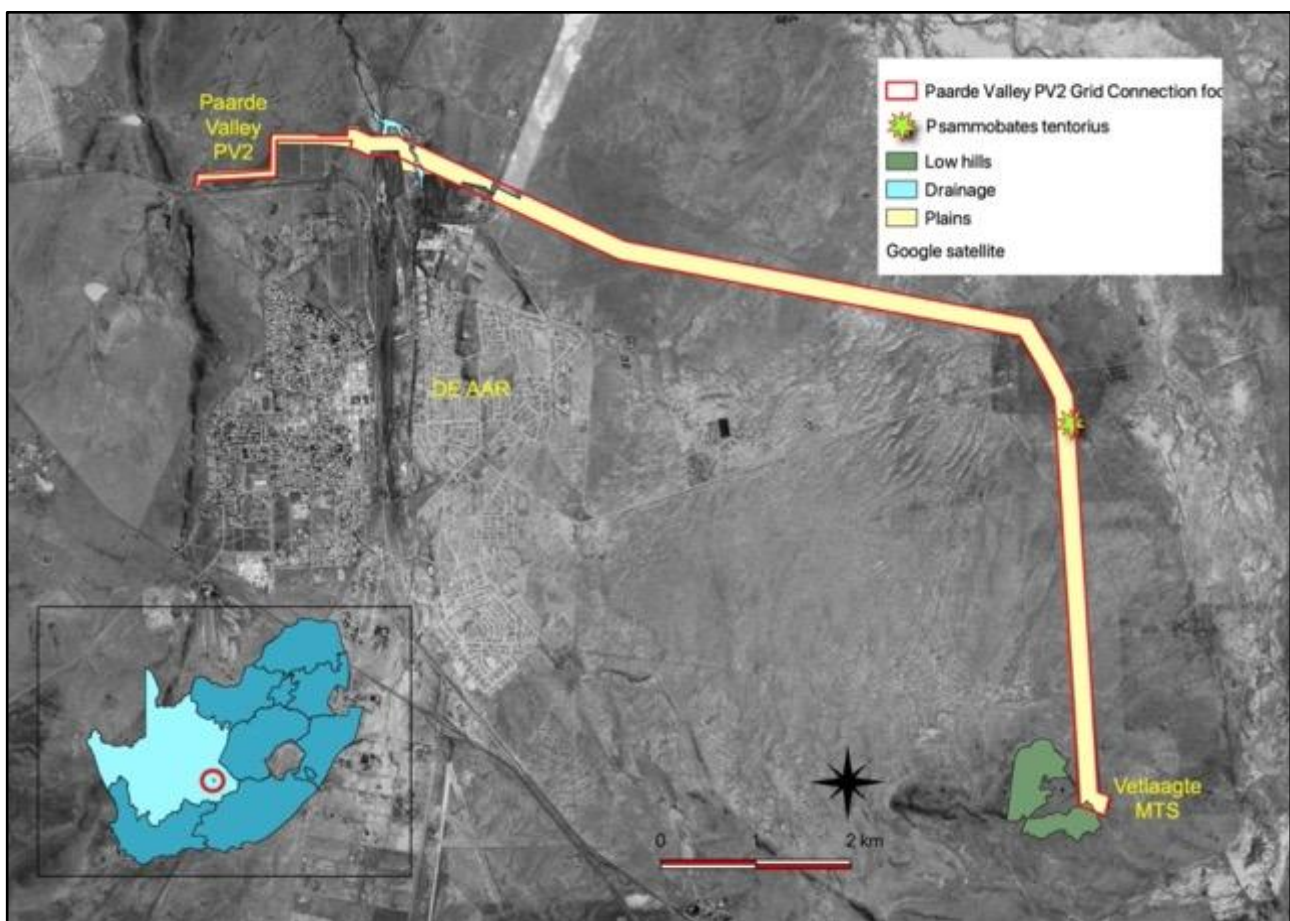 Paarde
Valley
PV2
Paarde Valley PV2 Grid Connection foo
Psammobates tentorius
Low hills
Drainage
Plains
Google satellite
DE AAR
Vetlaagte
MTS
0 1 2 km